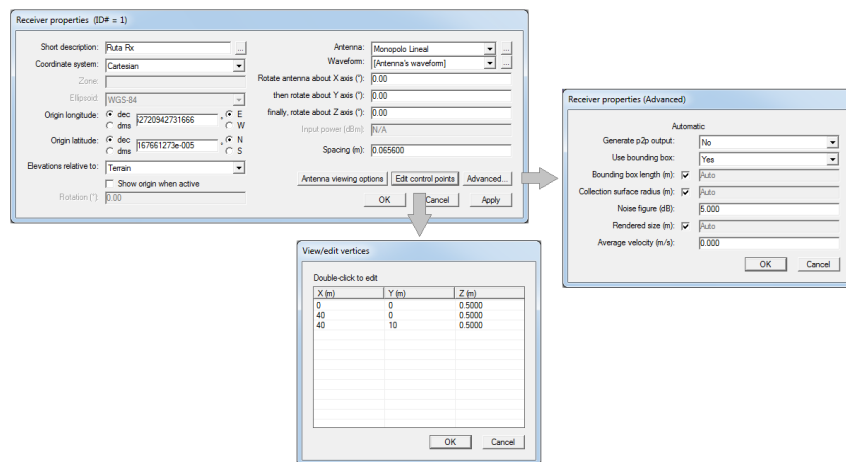 Receiver properties (ID# = 1)
Short description: Ruta Rx ...
Coordinate system: Cartesian
Zone:
Ellipsoid: WGS-84
Origin longitude: dec dms i2720942731666 ° E W
Origin latitude: dec dms 167661273e-005 ° N S
Elevations relative to: Terrain
Show origin when active
Rotation (°) 0.00
Antenna: Monopolo Lineal ...
Waveform: [Antenna's waveform] ...
Rotate antenna about X axis (°): 0.00
then rotate about Y axis (°): 0.00
finally, rotate about Z axis (°): 0.00
Input power (dBm): N/A
Spacing (m): 0.065600
Antenna viewing options Edit control points Advanced...
OK Cancel Apply
Receiver properties (Advanced)
Automatic
Generate p2p output: No
Use bounding box: Yes
Bounding box length (m): Auto
Collection surface radius (m): Auto
Noise figure (dB): 5.000
Rendered size (m): Auto
Average velocity (m/s): 0.000
OK Cancel
View/edit vertices
Double-click to edit
X (m) Y (m) Z (m)
0 0 0.5000
40 0 0.5000
40 10 0.5000
OK Cancel